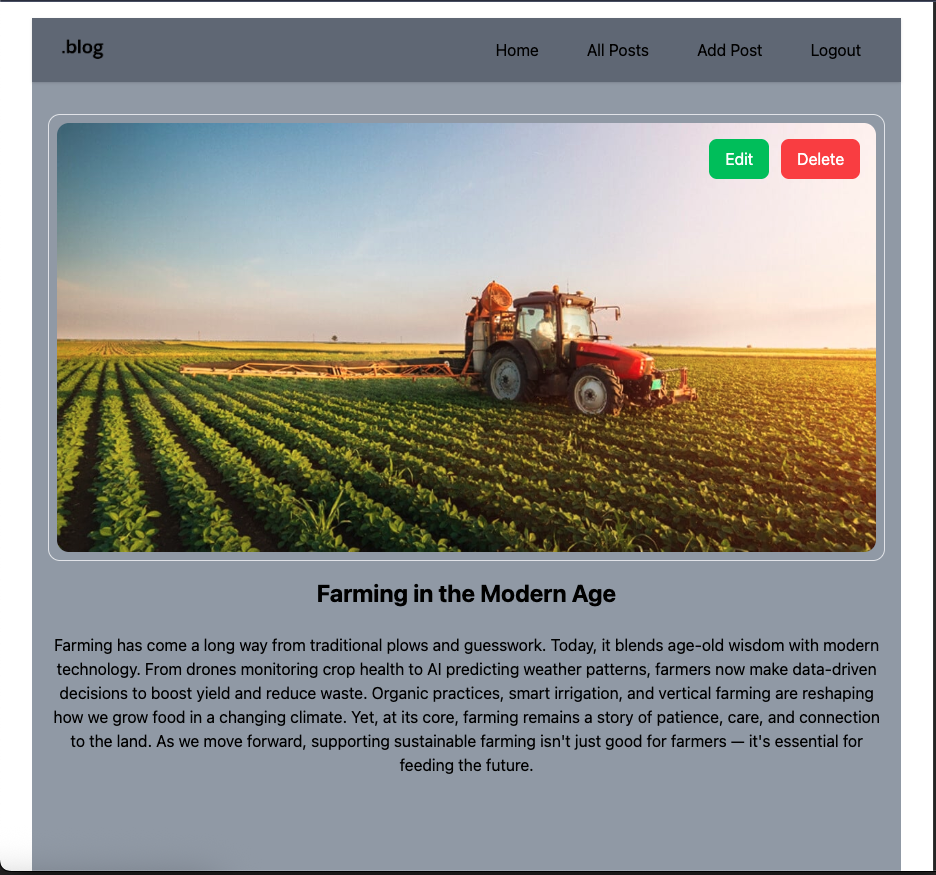 .blog
Home All Posts Add Post Logout
Edit Delete
Farming in the Modern Age
Farming has come a long way from traditional plows and guesswork. Today, it blends age-old wisdom with modern
technology. From drones monitoring crop health to AI predicting weather patterns, farmers now make data-driven
decisions to boost yield and reduce waste. Organic practices, smart irrigation, and vertical farming are reshaping
how we grow food in a changing climate. Yet, at its core, farming remains a story of patience, care, and connection
to the land. As we move forward, supporting sustainable farming isn't just good for farmers — it's essential for
feeding the future.